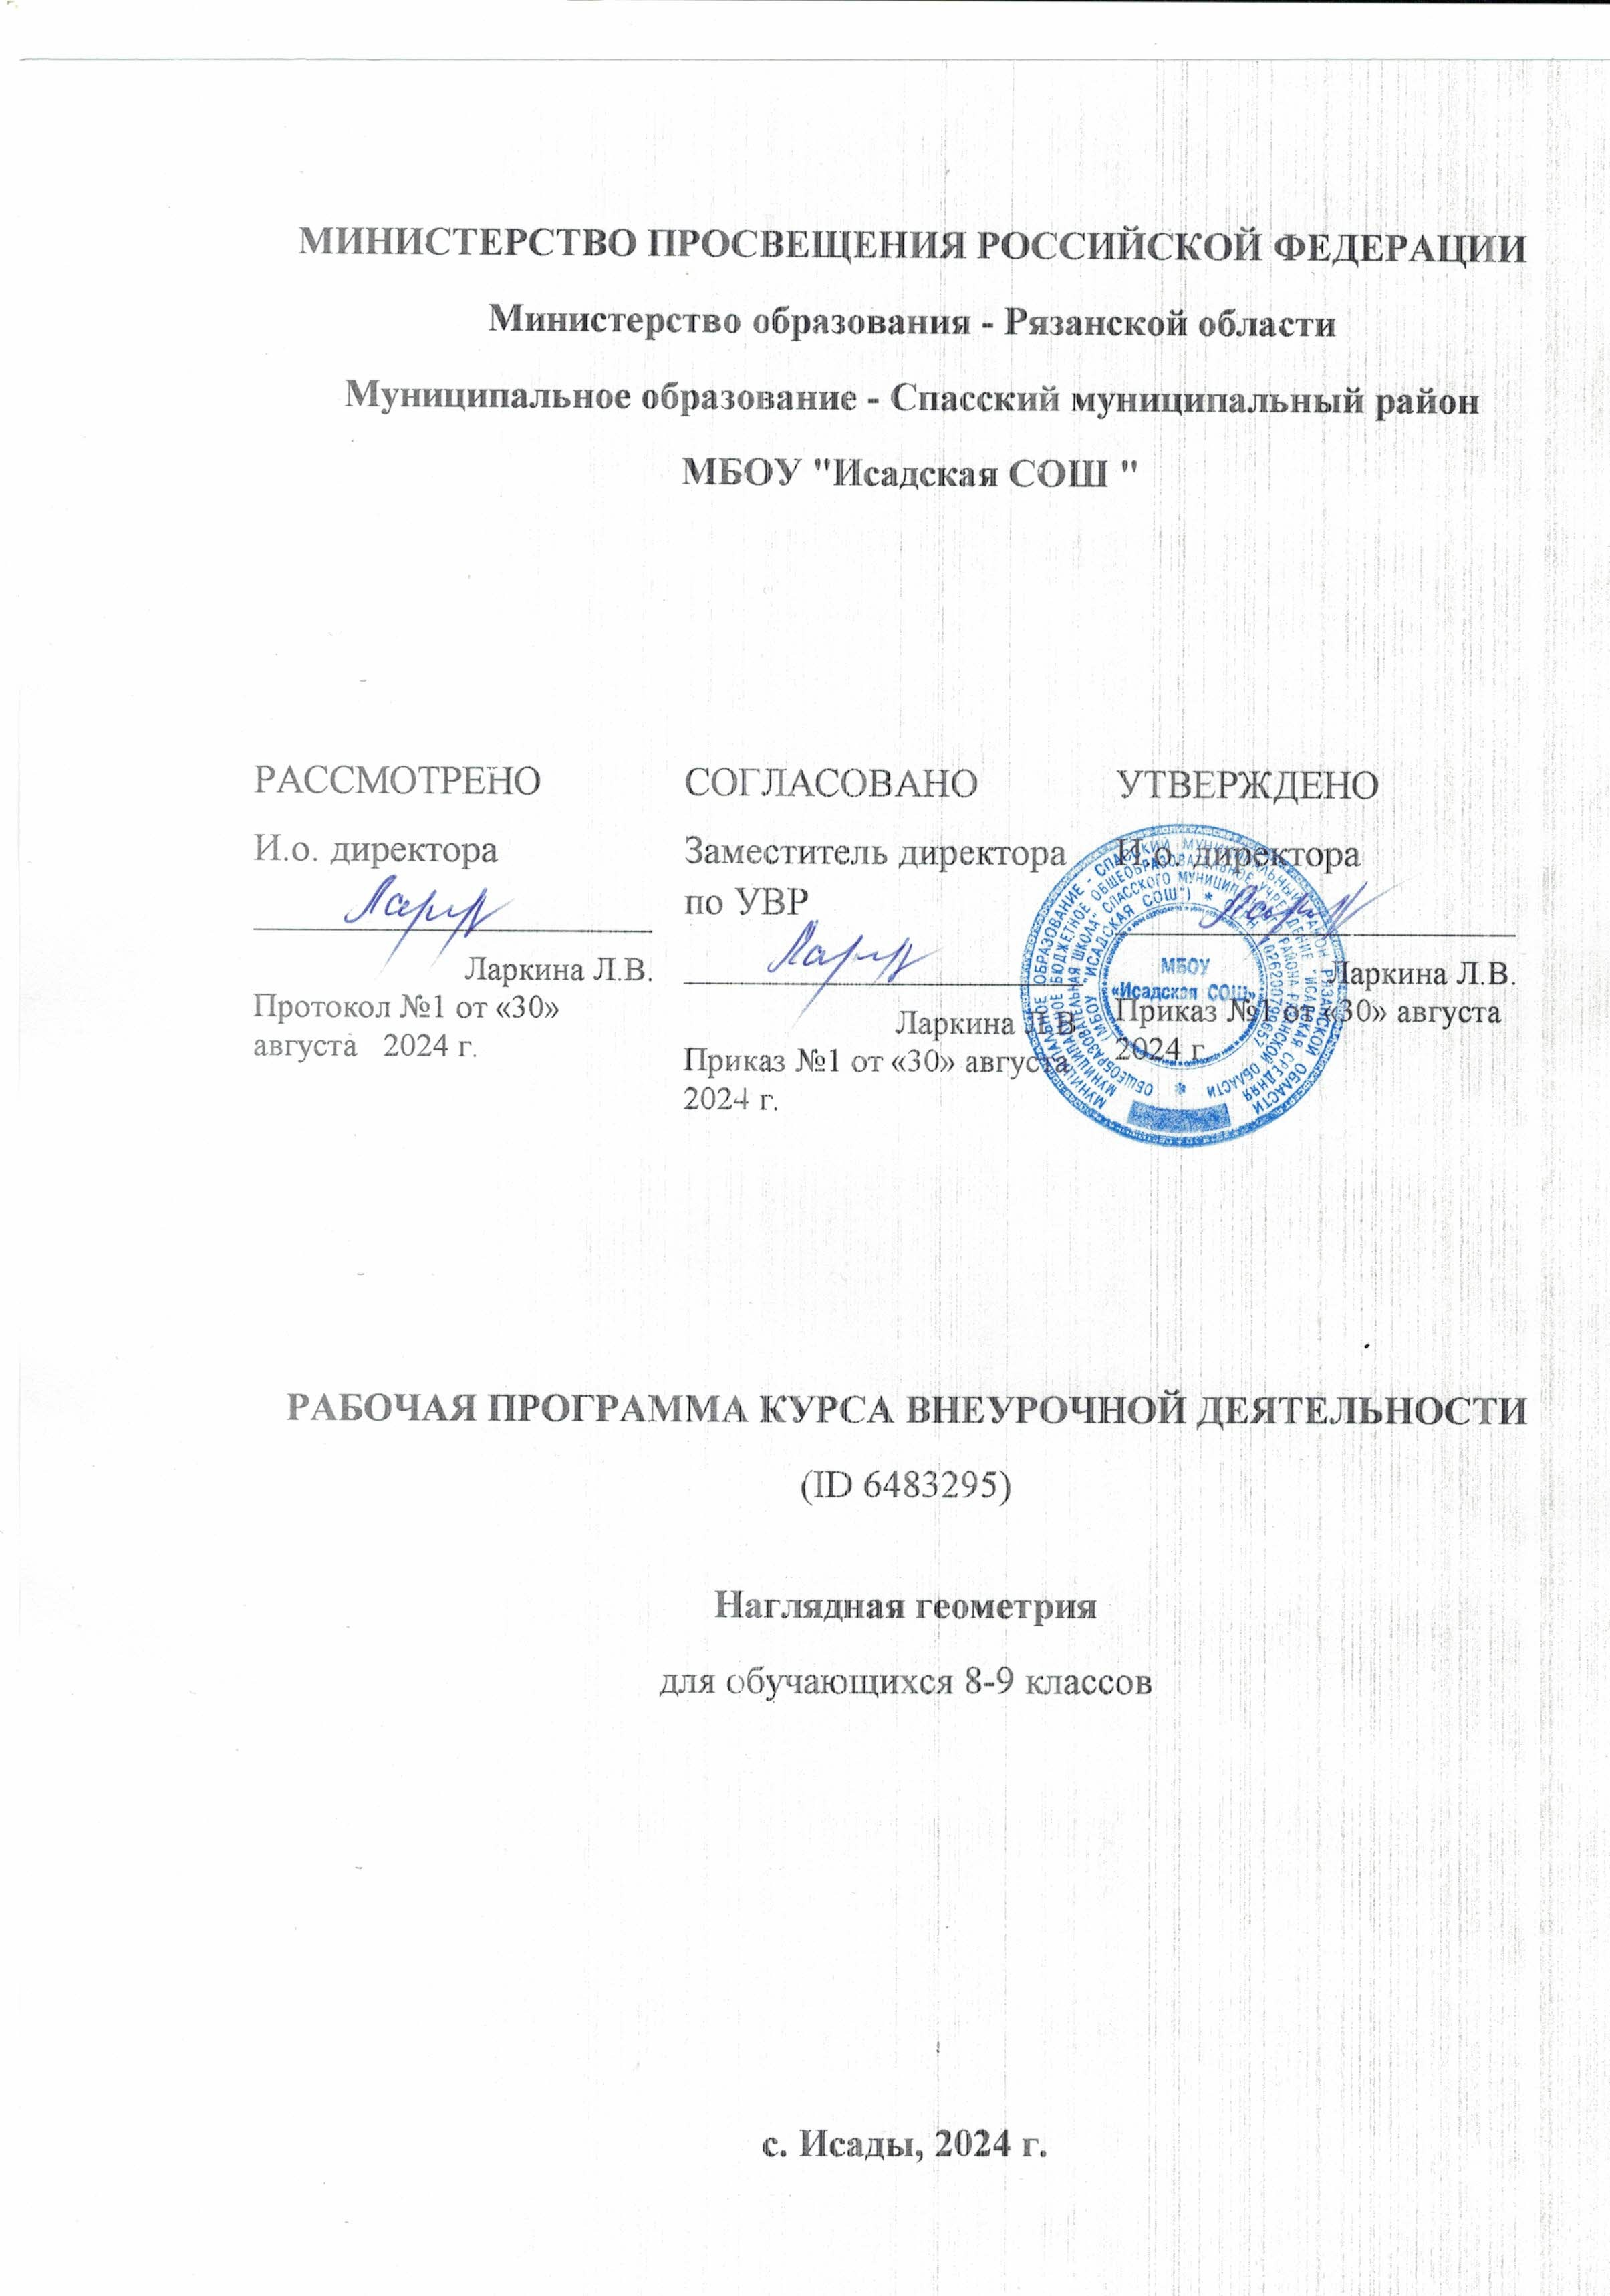 МИНИСТЕРСТВО ПРОСВЕЩЕНИЯ РОССИЙСКОЙ ФЕДЕРАЦИИ
Министерство образования - Рязанской области
Муниципальное образование - Спасский муниципальный район
МБОУ "Исадская СОШ "
РАССМОТРЕНО
И.о. директора
Ларкина Л.В.
Протокол №1 от «30»
августа 2024 г.
СОГЛАСОВАНО
Заместитель директора
по УВР
Ларкина Л.В.
Приказ №1 от «30» августа
2024 г.
УТВЕРЖДЕНО
И.о. директора
Ларкина Л.В.
Приказ №1 от «30» августа
2024 г.
МБОУ
«Исадская СОШ»
РАБОЧАЯ ПРОГРАММА КУРСА ВНЕУРОЧНОЙ ДЕЯТЕЛЬНОСТИ
(ID 6483295)
Наглядная геометрия
для обучающихся 8-9 классов
с. Исады, 2024 г.